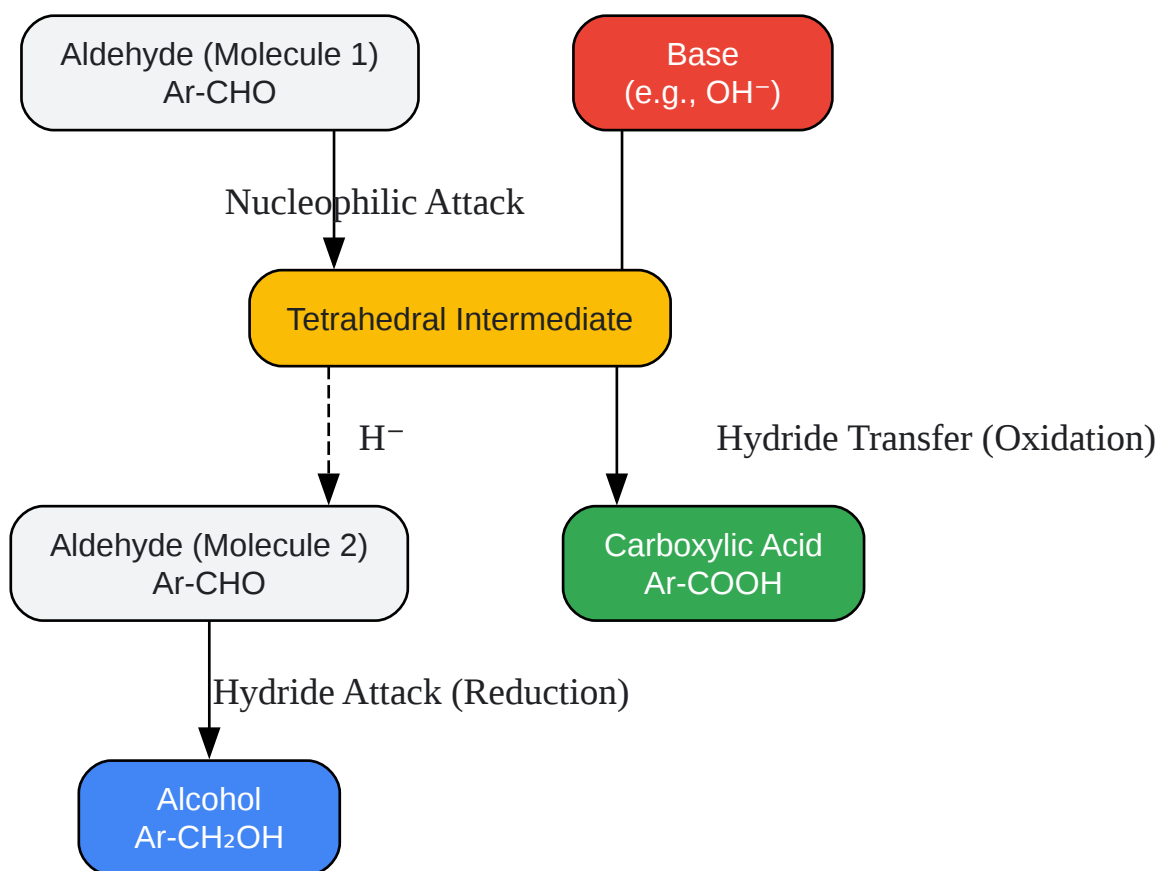 Aldehyde (Molecule 1)
Ar-CHO
Base
(e.g., OH⁻)
Nucleophilic Attack
Tetrahedral Intermediate
H⁻
Hydride Transfer (Oxidation)
Aldehyde (Molecule 2)
Ar-CHO
Carboxylic Acid
Ar-COOH
Hydride Attack (Reduction)
Alcohol
Ar-CH₂OH